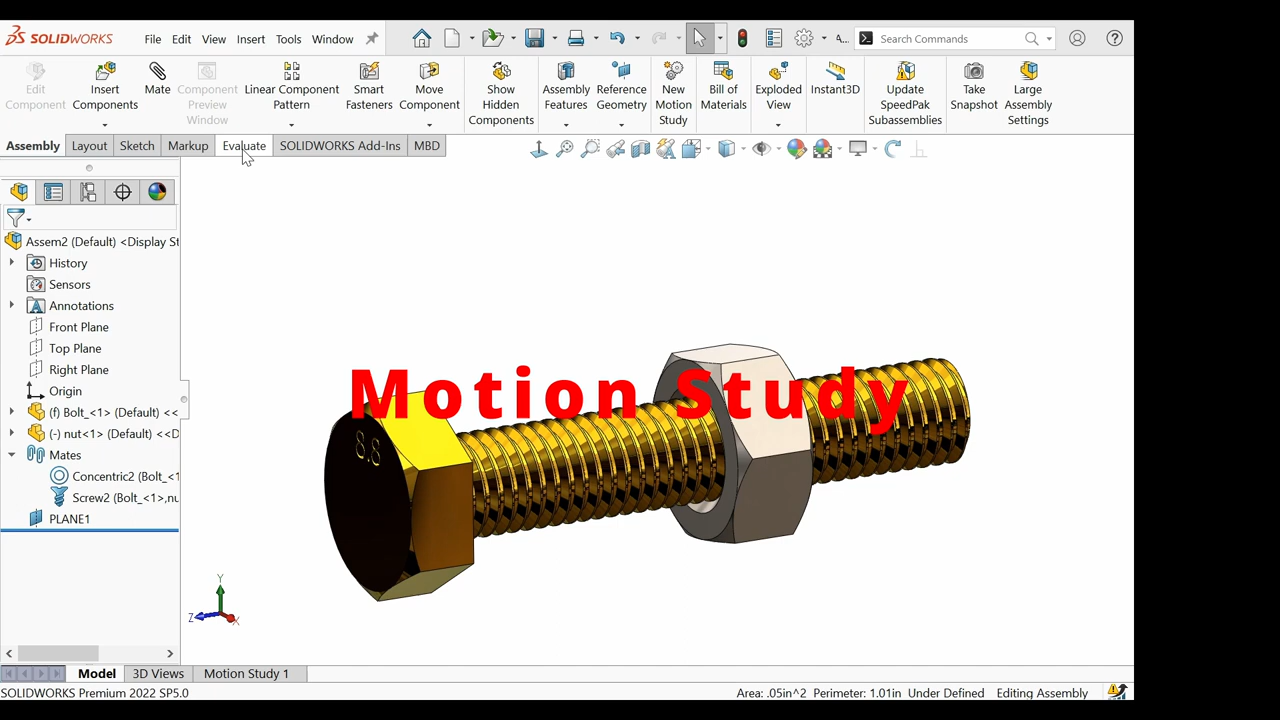 SOLIDWORKS File Edit View Insert Tools Window A... Search Commands
Edit Component
Insert Components
Mate
Component Preview Window
Linear Component Pattern
Smart Fasteners
Move Component
Show Hidden Components
Assembly Features
Reference Geometry
New Motion Study
Bill of Materials
Exploded View
Instant3D
Update SpeedPak Subassemblies
Take Snapshot
Large Assembly Settings
Assembly Layout Sketch Markup Evaluate SOLIDWORKS Add-Ins MBD
Assem2 (Default) <Display St
History
Sensors
Annotations
Front Plane
Top Plane
Right Plane
Origin
(f) Bolt_<1> (Default) <<
(-) nut<1> (Default) <<D
Mates
Concentric2 (Bolt_<1
Screw2 (Bolt_<1>,nu
PLANE1
8.8
Motion Study
Y
Z
X
Model 3D Views Motion Study 1
SOLIDWORKS Premium 2022 SP5.0 Area: .05in^2 Perimeter: 1.01in Under Defined Editing Assembly